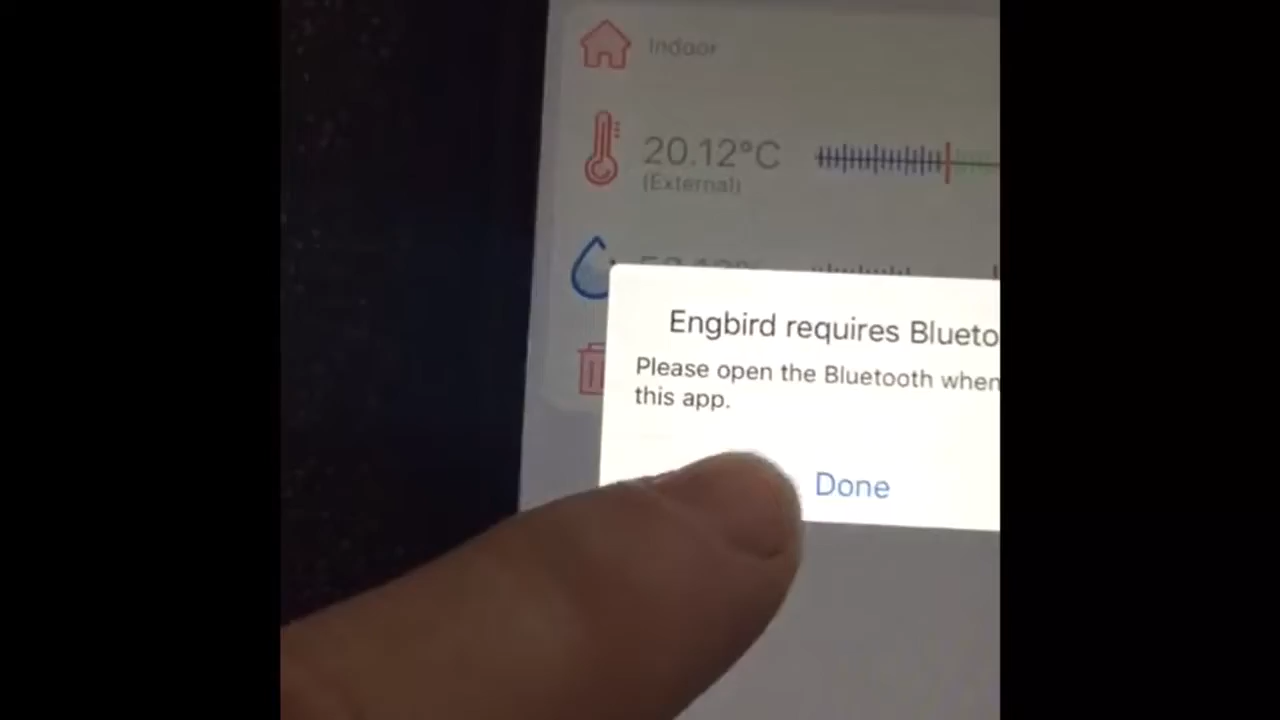 Indoor
20.12°C
(External)
Engbird requires Blueto
Please open the Bluetooth when
this app.
Done